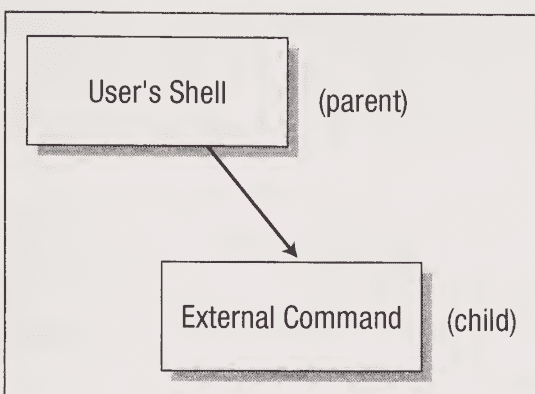 User's Shell (parent)
External Command (child)